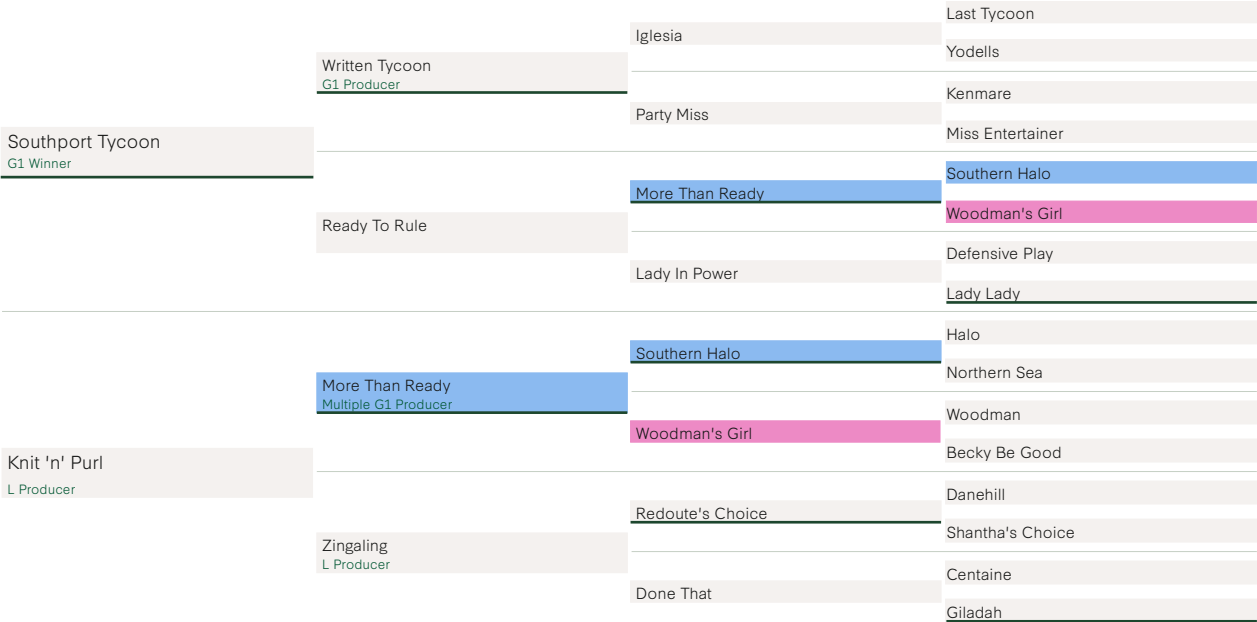 Southport Tycoon
G1 Winner
Knit 'n' Purl
L Producer
Written Tycoon
G1 Producer
Ready To Rule
More Than Ready
Multiple G1 Producer
Zingaling
L Producer
Iglesia
Party Miss
More Than Ready
Lady In Power
Southern Halo
Woodman's Girl
Redoute's Choice
Done That
Last Tycoon
Yodells
Kenmare
Miss Entertainer
Southern Halo
Woodman's Girl
Defensive Play
Lady Lady
Halo
Northern Sea
Woodman
Becky Be Good
Danehill
Shantha's Choice
Centaine
Giladah